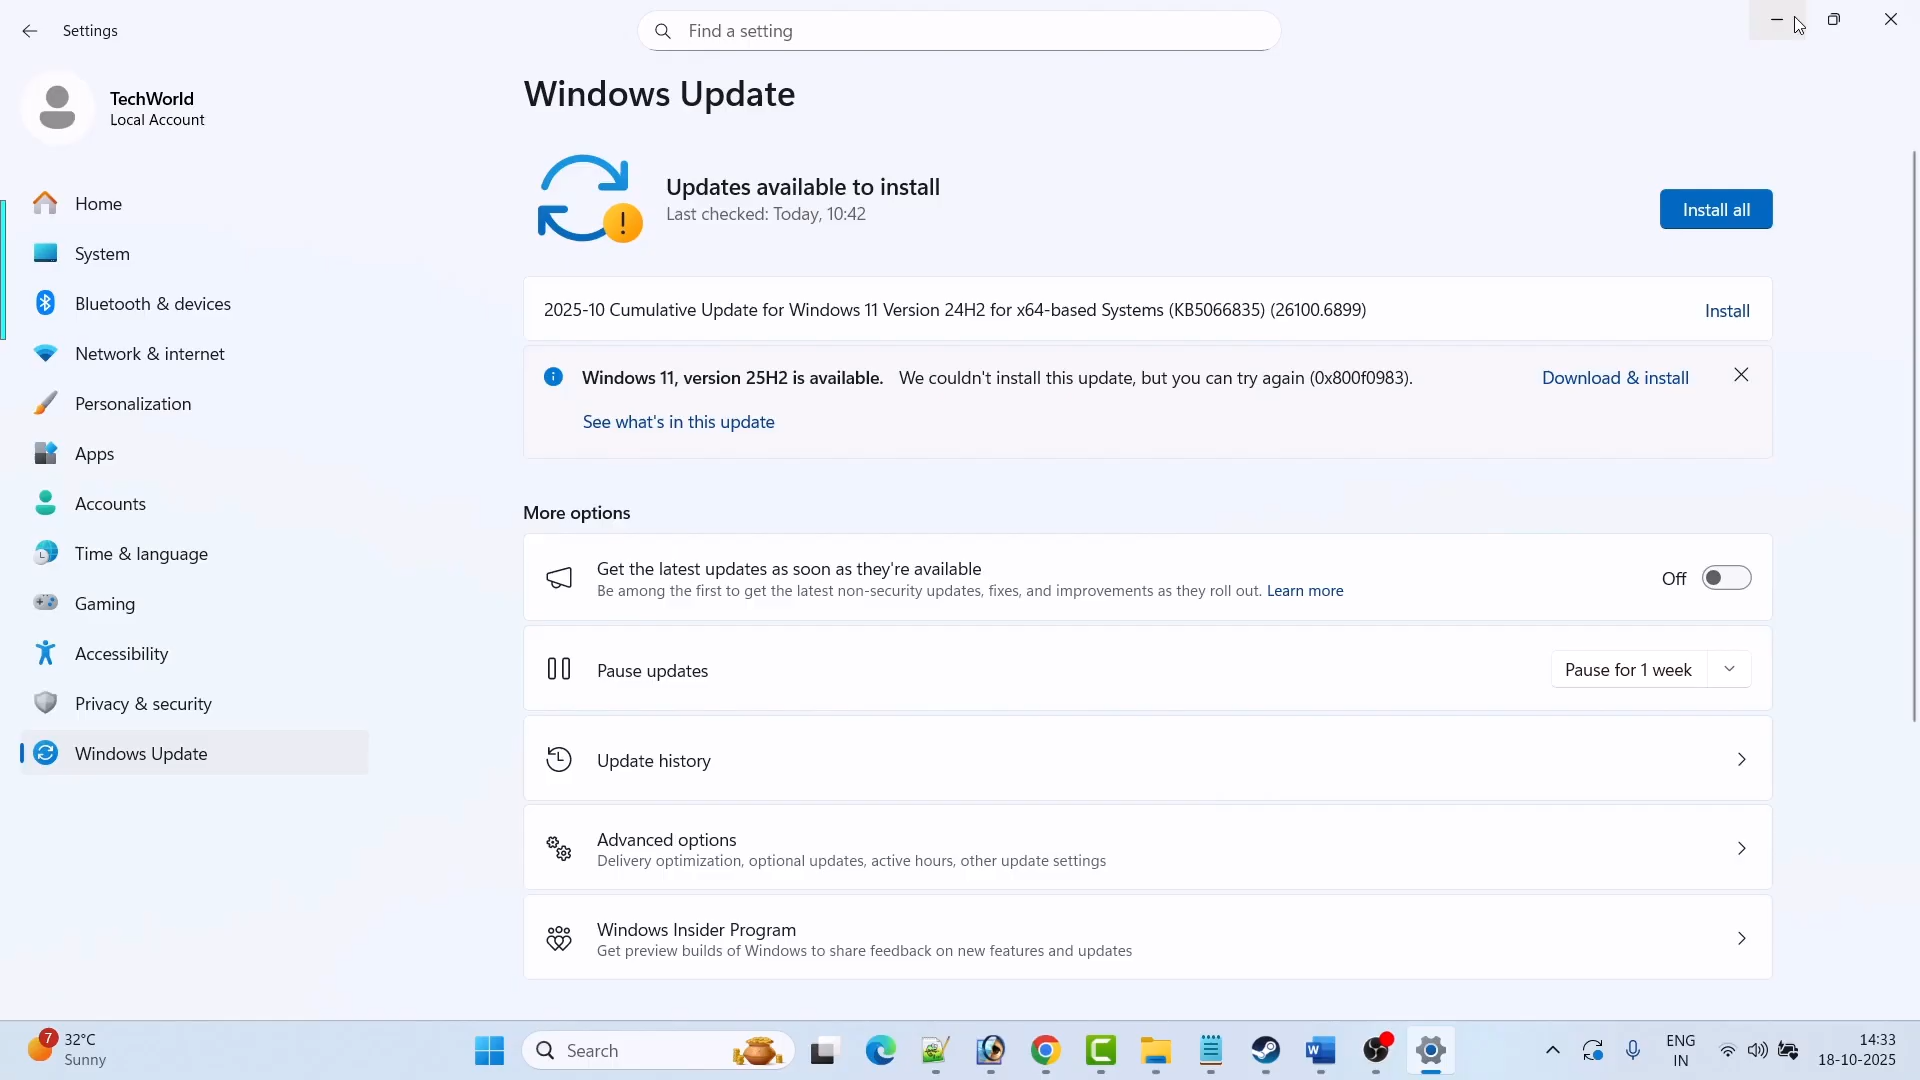 Settings
Find a setting
TechWorld
Local Account
Home
System
Bluetooth & devices
Network & internet
Personalization
Apps
Accounts
Time & language
Gaming
Accessibility
Privacy & security
Windows Update
Windows Update
Updates available to install
Last checked: Today, 10:42
Install all
2025-10 Cumulative Update for Windows 11 Version 24H2 for x64-based Systems (KB5066835) (26100.6899)
Install
Windows 11, version 25H2 is available. We couldn't install this update, but you can try again (0x800f0983).
Download & install
See what's in this update
More options
Get the latest updates as soon as they're available
Be among the first to get the latest non-security updates, fixes, and improvements as they roll out. Learn more
Off
Pause updates
Pause for 1 week
Update history
Advanced options
Delivery optimization, optional updates, active hours, other update settings
Windows Insider Program
Get preview builds of Windows to share feedback on new features and updates
7
32°C
Sunny
Search
W
ENG
IN
14:33
18-10-2025